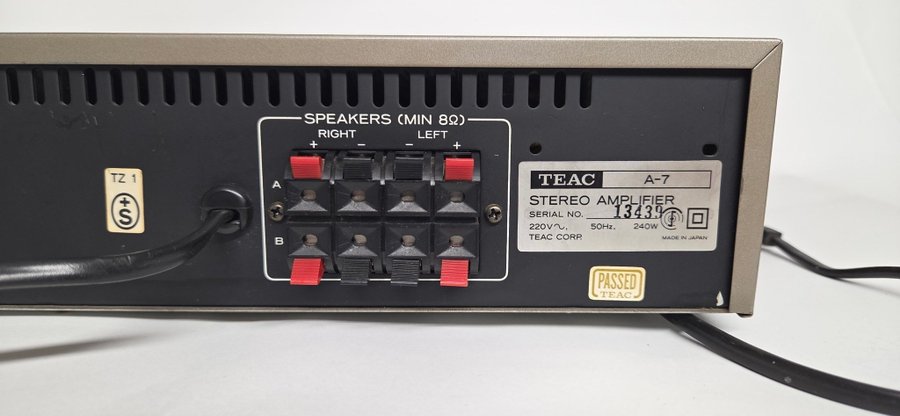 SPEAKERS (MIN 8Ω)
RIGHT LEFT
+ − − +
A
B
TZ 1
+S
TEAC A-7
STEREO AMPLIFIER
SERIAL NO. 13439
220V~, 50Hz, 240W
TEAC CORP. MADE IN JAPAN
PASSED
TEAC